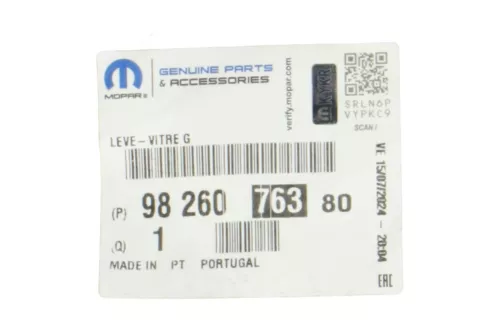 MOPAR®
GENUINE PARTS
& ACCESSORIES
verify.mopar.com
SRLN6P
VYPKC9
SCAN!
LEVE-VITRE G
(P) 98 260 763 80
(Q) 1
MADE IN PT PORTUGAL
VE 15/07/2024 - 20:04
EAC